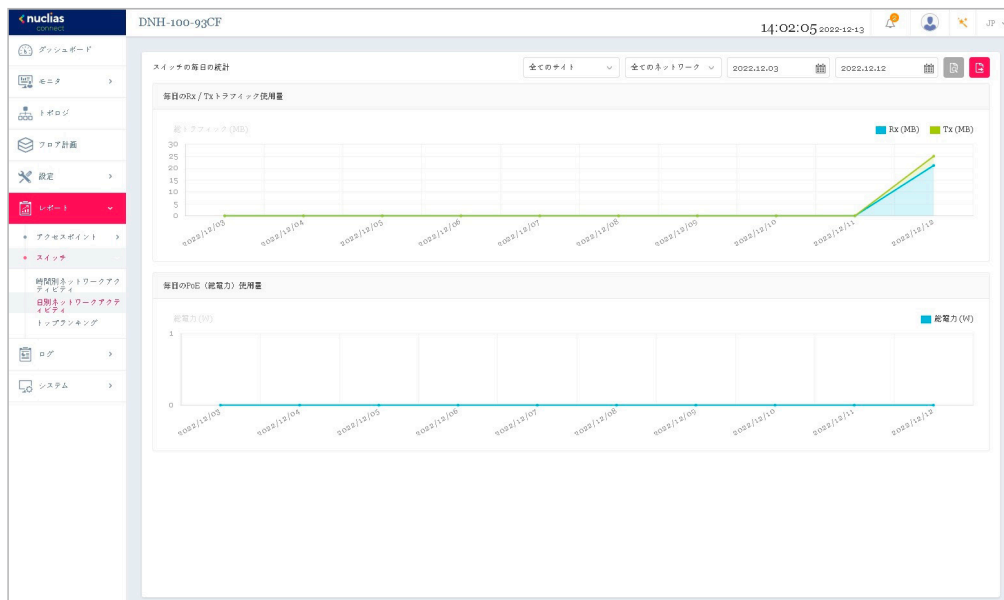 nuclias
connect
DNH-100-93CF
14:02:05 2022-12-13
2
JP
ダッシュボード
モニタ
トポロジ
フロア計画
設定
レポート
アクセスポイント
スイッチ
時間別ネットワークアク
ティビティ
日別ネットワークアクテ
ィビティ
トップランキング
ログ
システム
スイッチの毎日の統計
全てのサイト
全てのネットワーク
2022.12.03
2022.12.12
毎日のRx / Txトラフィック使用量
総トラフィック(MB)
Rx (MB)
Tx (MB)
30
25
20
15
10
5
0
2022/12/03
2022/12/04
2022/12/05
2022/12/06
2022/12/07
2022/12/08
2022/12/09
2022/12/10
2022/12/11
2022/12/12
毎日のPoE（総電力）使用量
総電力(W)
総電力(W)
1
0
2022/12/03
2022/12/04
2022/12/05
2022/12/06
2022/12/07
2022/12/08
2022/12/09
2022/12/10
2022/12/11
2022/12/12